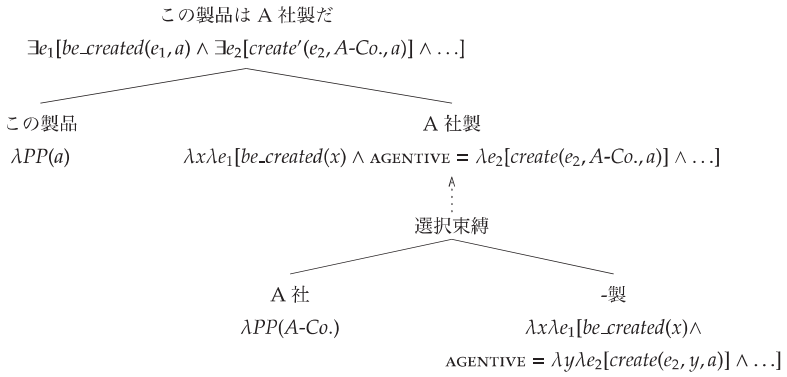 この製品は A 社製だ
∃e₁[be_created(e₁, a) ∧ ∃e₂[create′(e₂, A-Co., a)] ∧ …]
この製品
A 社製
λPP(a)
λxλe₁[be_created(x) ∧ AGENTIVE = λe₂[create(e₂, A-Co., a)] ∧ …]
選択束縛
A 社
-製
λPP(A-Co.)
λxλe₁[be_created(x)∧
AGENTIVE = λyλe₂[create(e₂, y, a)] ∧ …]